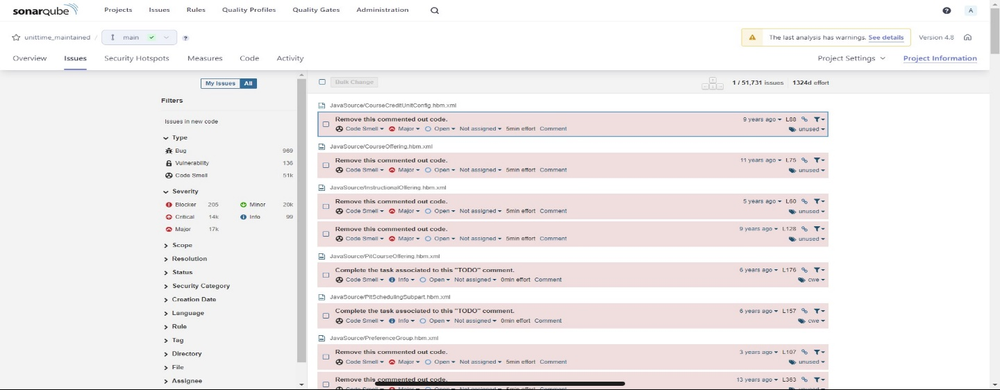 sonarqube Projects Issues Rules Quality Profiles Quality Gates Administration A
unittime_maintained / main ? The last analysis has warnings. See details Version 4.8
Overview Issues Security Hotspots Measures Code Activity Project Settings Project Information
My Issues All
Bulk Change 1 / 51,731 issues 1324d effort
Filters
Issues in new code
Type
Bug 969
Vulnerability 136
Code Smell 51k
Severity
Blocker 205 Minor 20k
Critical 14k Info 99
Major 17k
Scope
Resolution
Status
Security Category
Creation Date
Language
Rule
Tag
Directory
File
Assignee
JavaSource/CourseCreditUnitConfig.hbm.xml
Remove this commented out code. 9 years ago L88
Code Smell Major Open Not assigned 5min effort Comment unused
JavaSource/CourseOffering.hbm.xml
Remove this commented out code. 11 years ago L75
Code Smell Major Open Not assigned 5min effort Comment unused
JavaSource/InstructionalOffering.hbm.xml
Remove this commented out code. 5 years ago L60
Code Smell Major Open Not assigned 5min effort Comment unused
Remove this commented out code. 9 years ago L128
Code Smell Major Open Not assigned 5min effort Comment unused
JavaSource/PitCourseOffering.hbm.xml
Complete the task associated to this "TODO" comment. 6 years ago L176
Code Smell Info Open Not assigned 0min effort Comment cwe
JavaSource/PitSchedulingSubpart.hbm.xml
Complete the task associated to this "TODO" comment. 6 years ago L157
Code Smell Info Open Not assigned 0min effort Comment cwe
JavaSource/PreferenceGroup.hbm.xml
Remove this commented out code. 3 years ago L107
Code Smell Major Open Not assigned 5min effort Comment unused
Remove this commented out code. 13 years ago L363